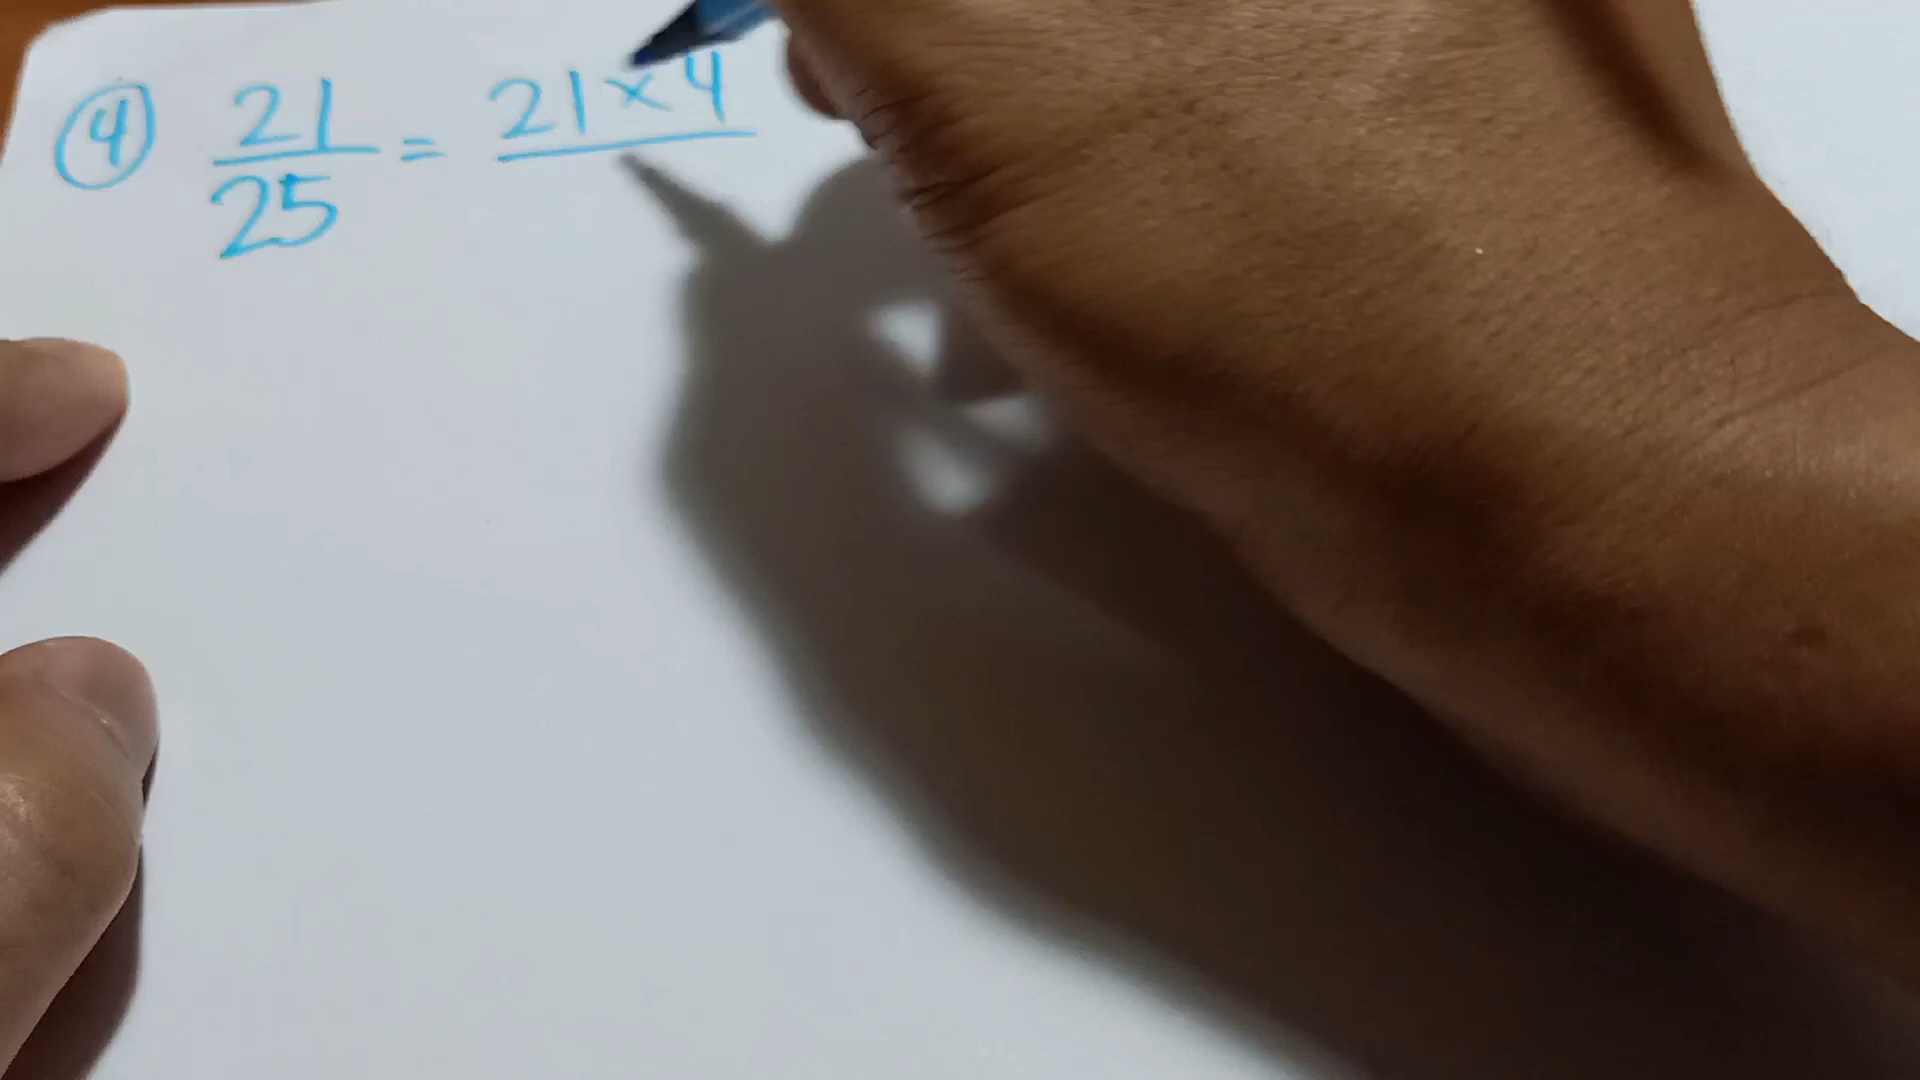 ④ 21/25 = 21×4/